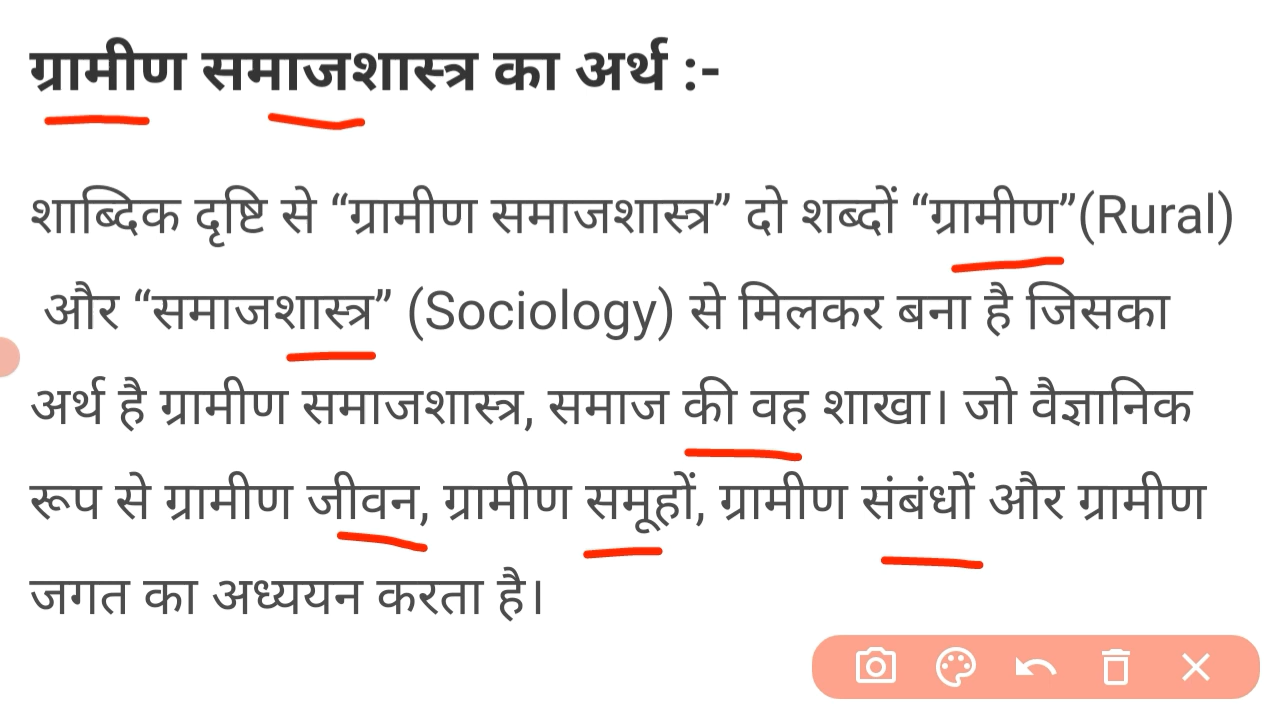 ग्रामीण समाजशास्त्र का अर्थ :-
शाब्दिक दृष्टि से “ग्रामीण समाजशास्त्र” दो शब्दों “ग्रामीण”(Rural)
और “समाजशास्त्र” (Sociology) से मिलकर बना है जिसका
अर्थ है ग्रामीण समाजशास्त्र, समाज की वह शाखा। जो वैज्ञानिक
रूप से ग्रामीण जीवन, ग्रामीण समूहों, ग्रामीण संबंधों और ग्रामीण
जगत का अध्ययन करता है।